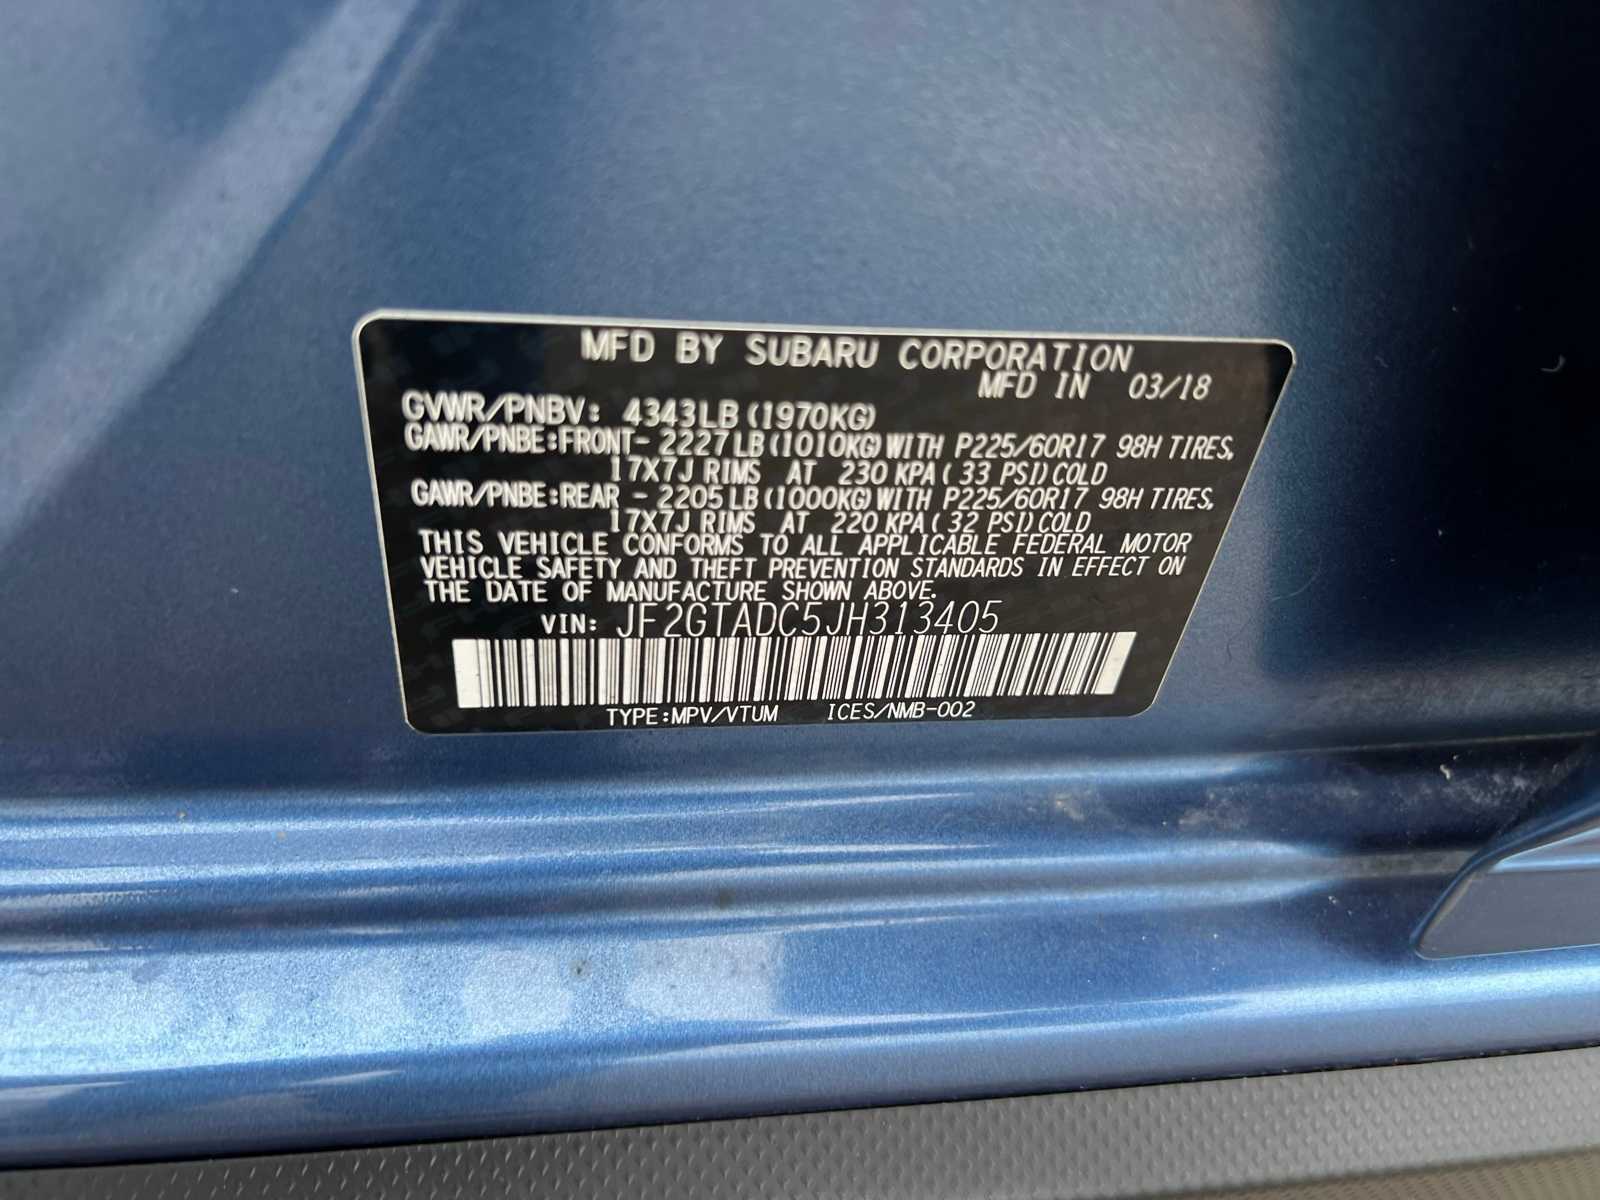 MFD BY SUBARU CORPORATION
MFD IN 03/18
GVWR/PNBV: 4343LB(1970KG)
GAWR/PNBE:FRONT- 2227LB(1010KG)WITH P225/60R17 98H TIRES,
17X7J RIMS AT 230 KPA( 33 PSI)COLD
GAWR/PNBE:REAR - 2205LB(1000KG)WITH P225/60R17 98H TIRES,
17X7J RIMS AT 220 KPA( 32 PSI)COLD
THIS VEHICLE CONFORMS TO ALL APPLICABLE FEDERAL MOTOR
VEHICLE SAFETY AND THEFT PREVENTION STANDARDS IN EFFECT ON
THE DATE OF MANUFACTURE SHOWN ABOVE.
VIN: JF2GTADC5JH313405
TYPE:MPV/VTUM ICES/NMB-002